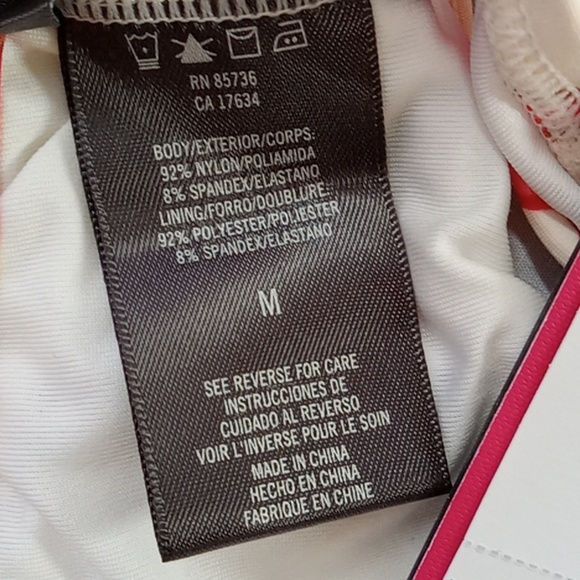 RN 85736
CA 17634
BODY/EXTERIOR/CORPS:
92% NYLON/POLIAMIDA
8% SPANDEX/ELASTANO
LINING/FORRO/DOUBLURE:
92% POLYESTER/POLIESTER
8% SPANDEX/ELASTANO
M
SEE REVERSE FOR CARE
INSTRUCCIONES DE
CUIDADO AL REVERSO
VOIR L'INVERSE POUR LE SOIN
MADE IN CHINA
HECHO EN CHINA
FABRIQUE EN CHINE